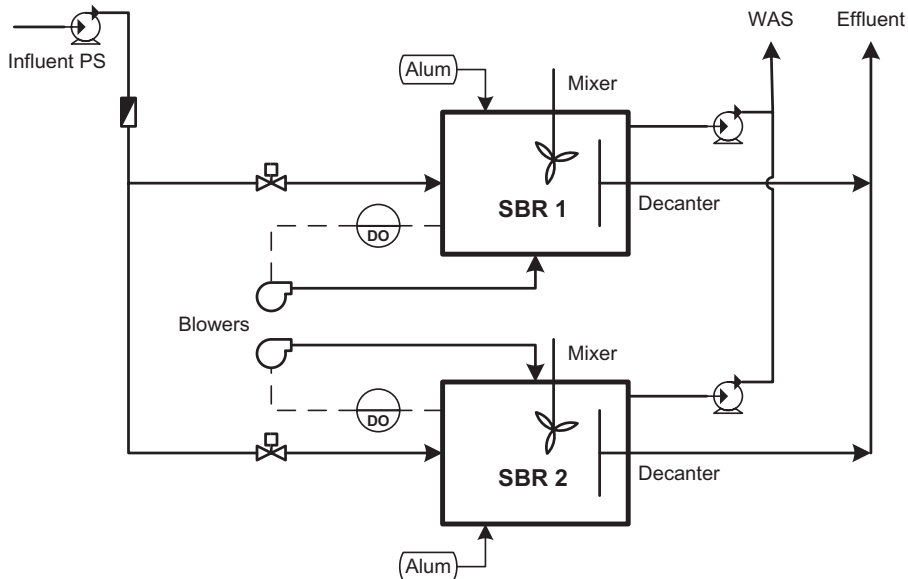 WAS
Effluent
Influent PS
Alum
Mixer
SBR 1
Decanter
DO
Blowers
Mixer
DO
SBR 2
Decanter
Alum